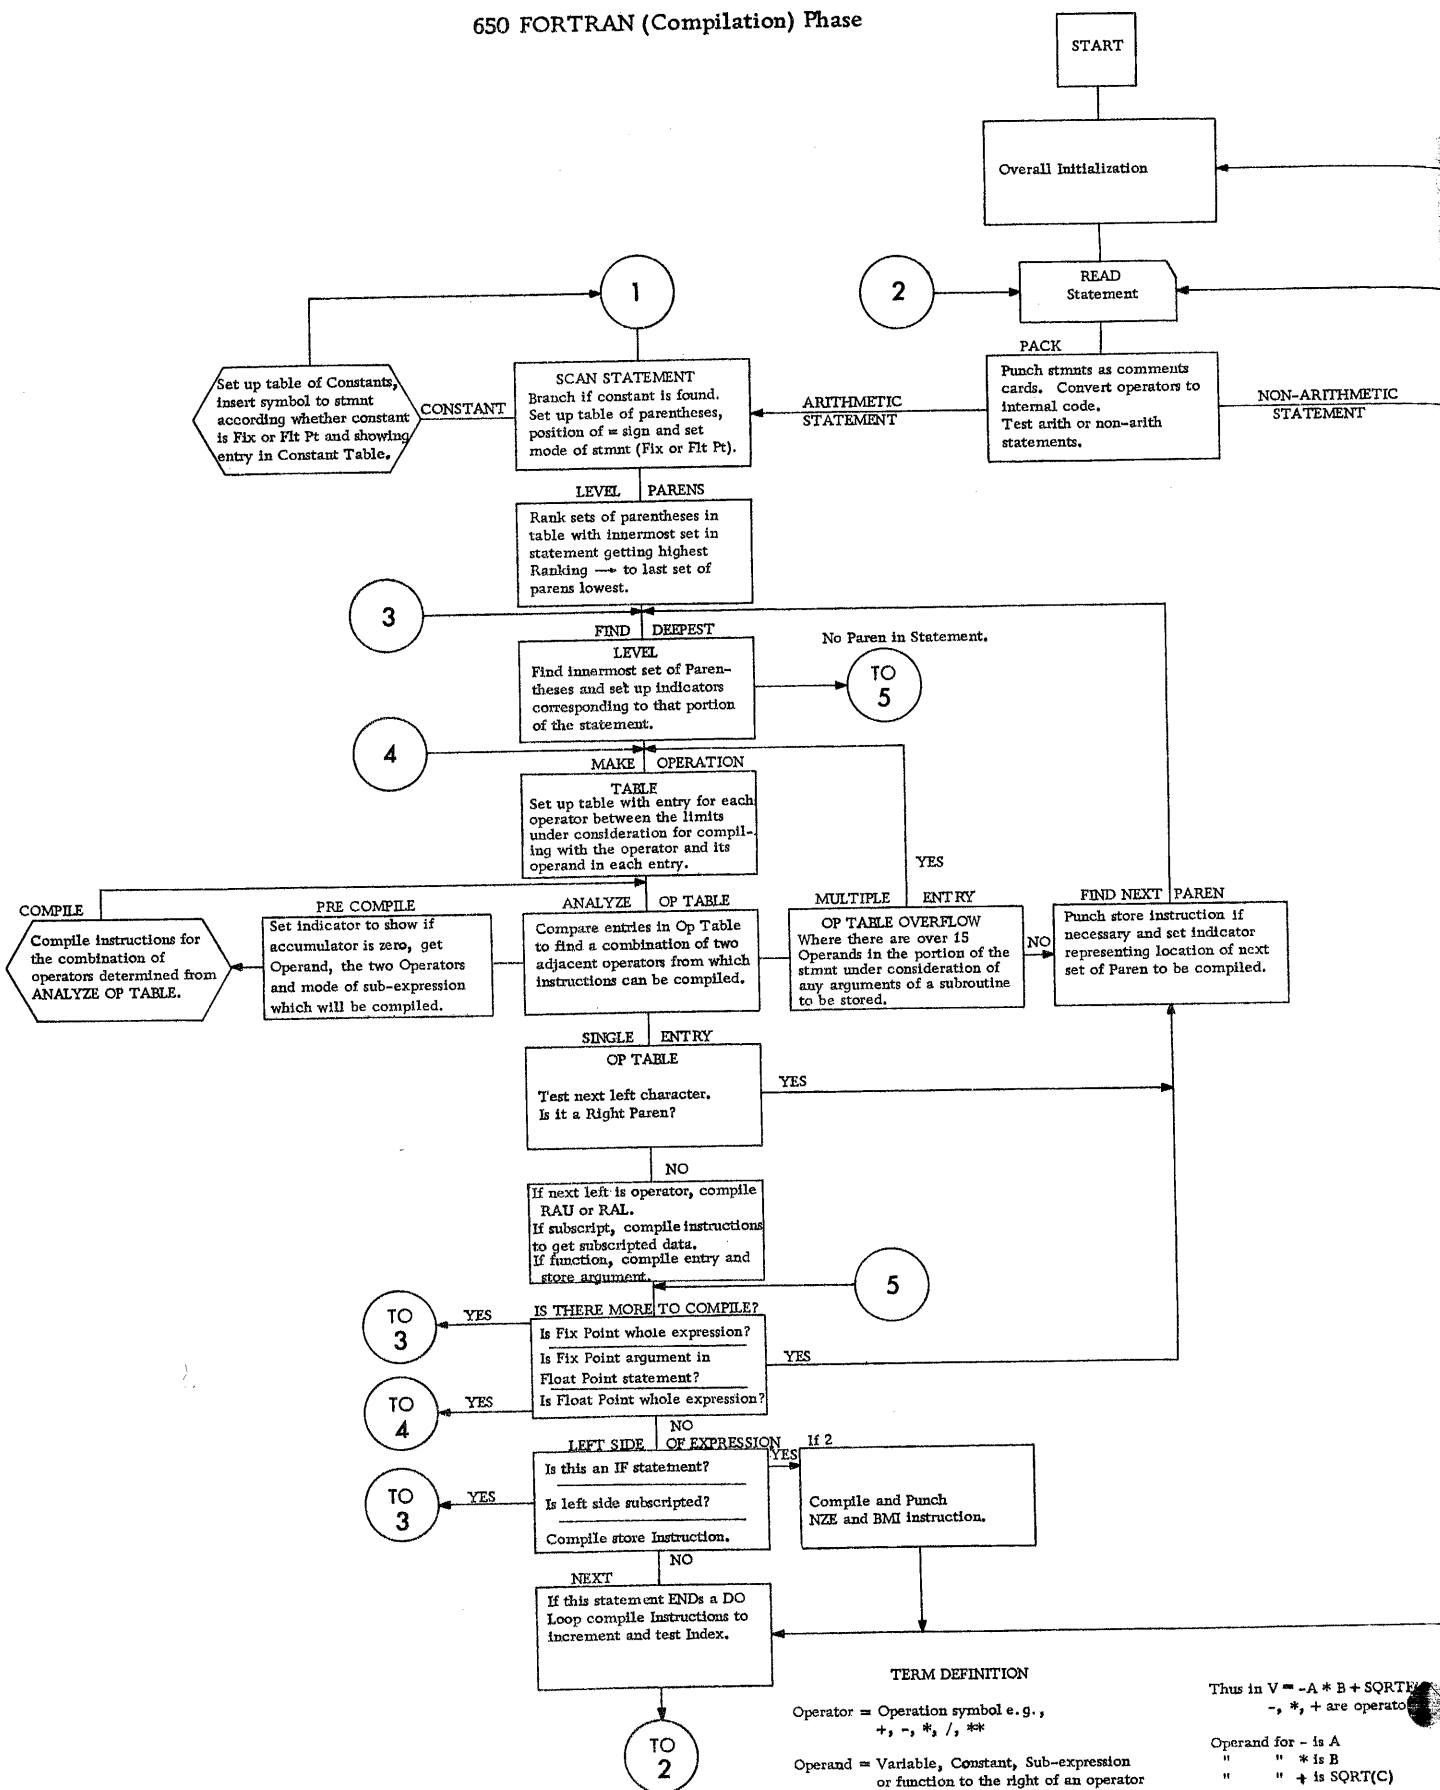 650 FORTRAN (Compilation) Phase
START
Overall Initialization
1
2
READ
Statement
PACK
Punch stmnts as comments
cards. Convert operators to
internal code.
Test arith or non-arith
statements.
NON-ARITHMETIC
STATEMENT
ARITHMETIC
STATEMENT
SCAN STATEMENT
Branch if constant is found.
Set up table of parentheses,
position of = sign and set
mode of stmnt (Fix or Flt Pt).
CONSTANT
Set up table of Constants,
insert symbol to stmnt
according whether constant
is Fix or Flt Pt and showing
entry in Constant Table.
LEVEL PARENS
Rank sets of parentheses in
table with innermost set in
statement getting highest
Ranking → to last set of
parens lowest.
3
FIND DEEPEST
LEVEL
Find innermost set of Paren-
theses and set up indicators
corresponding to that portion
of the statement.
No Paren in Statement.
TO
5
4
MAKE OPERATION
TABLE
Set up table with entry for each
operator between the limits
under consideration for compil-
ing with the operator and its
operand in each entry.
YES
COMPILE
Compile instructions for
the combination of
operators determined from
ANALYZE OP TABLE.
PRE COMPILE
Set indicator to show if
accumulator is zero, get
Operand, the two Operators
and mode of sub-expression
which will be compiled.
ANALYZE OP TABLE
Compare entries in Op Table
to find a combination of two
adjacent operators from which
instructions can be compiled.
MULTIPLE ENTRY
OP TABLE OVERFLOW
Where there are over 15
Operands in the portion of the
stmnt under consideration of
any arguments of a subroutine
to be stored.
NO
FIND NEXT PAREN
Punch store instruction if
necessary and set indicator
representing location of next
set of Paren to be compiled.
SINGLE ENTRY
OP TABLE
Test next left character.
Is it a Right Paren?
YES
NO
If next left is operator, compile
RAU or RAL.
If subscript, compile instructions
to get subscripted data.
If function, compile entry and
store argument.
5
IS THERE MORE TO COMPILE?
Is Fix Point whole expression?
Is Fix Point argument in
Float Point statement?
Is Float Point whole expression?
TO
3
YES
YES
TO
4
YES
NO
LEFT SIDE OF EXPRESSION
Is this an IF statement?
Is left side subscripted?
Compile store Instruction.
YES
If 2
Compile and Punch
NZE and BMI instruction.
TO
3
YES
NO
NEXT
If this statement ENDs a DO
Loop compile Instructions to
increment and test Index.
TO
2
TERM DEFINITION
Operator = Operation symbol e.g.,
+, -, *, /, **
Operand = Variable, Constant, Sub-expression
or function to the right of an operator
Thus in V = -A * B + SQRTF
-, *, + are operato
Operand for - is A
" " * is B
" " + is SQRT(C)